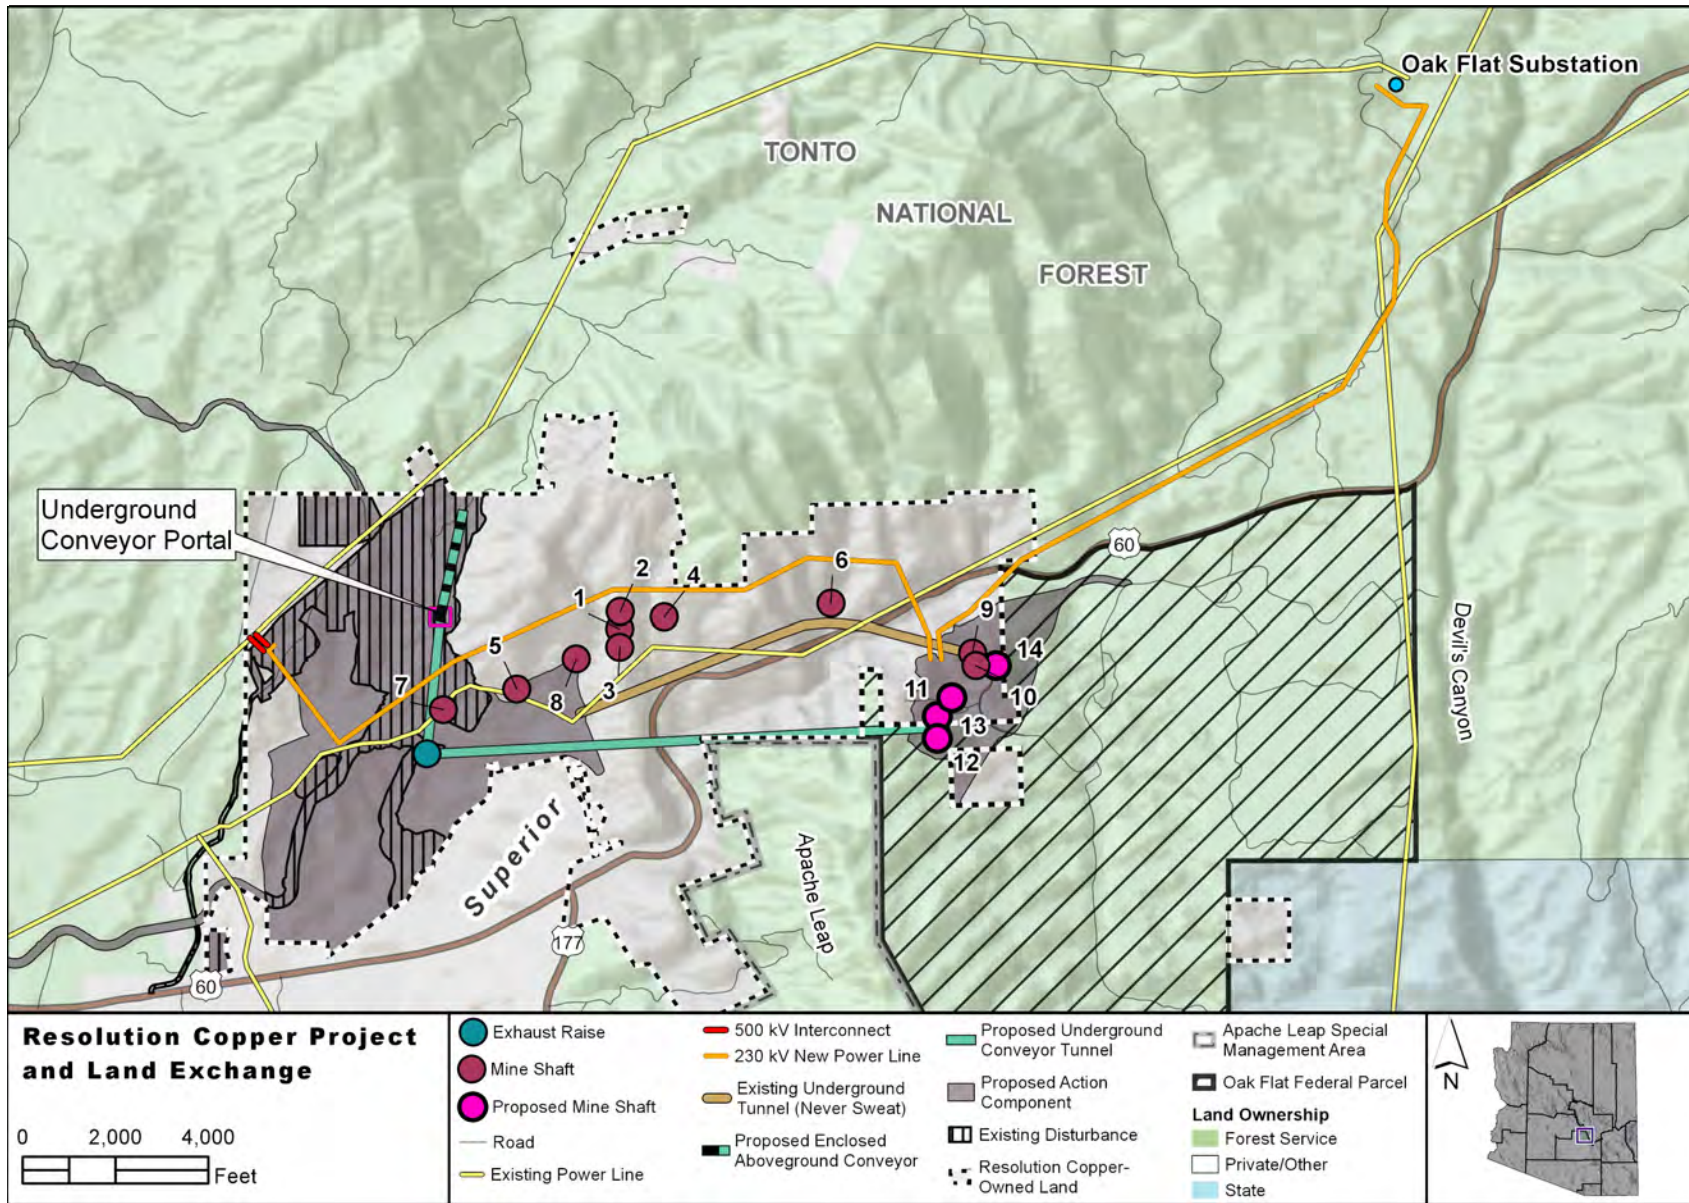 Oak Flat Substation
TONTO
NATIONAL
FOREST
Underground
Conveyor Portal
60
1
2
4
6
5
7
8
3
9
14
11
10
13
12
Devil's Canyon
Superior
Apache Leap
177
60
Resolution Copper Project
and Land Exchange
0 2,000 4,000
Feet
Exhaust Raise
Mine Shaft
Proposed Mine Shaft
Road
Existing Power Line
500 kV Interconnect
230 kV New Power Line
Existing Underground
Tunnel (Never Sweat)
Proposed Enclosed
Aboveground Conveyor
Proposed Underground
Conveyor Tunnel
Proposed Action
Component
Existing Disturbance
Resolution Copper-
Owned Land
Apache Leap Special
Management Area
Oak Flat Federal Parcel
Land Ownership
Forest Service
Private/Other
State
N